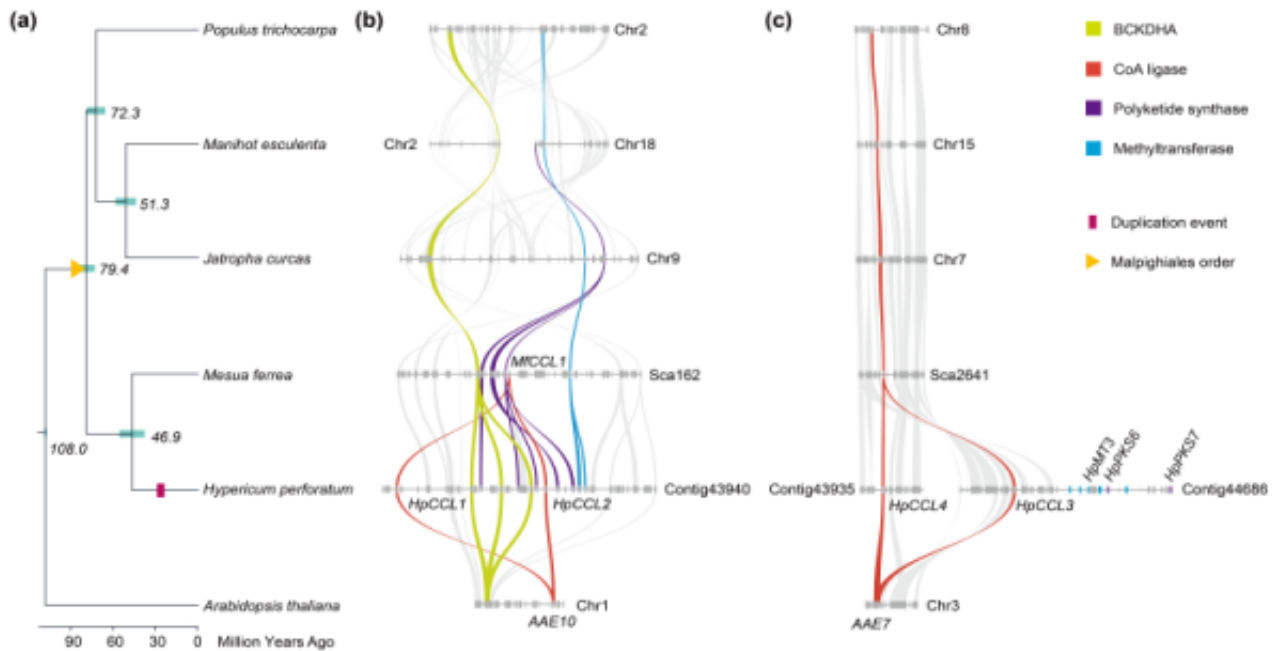 (a)
(b)
(c)
Populus trichocarpa
Chr2
Chr6
BCKDHA
CoA ligase
72.3
Polyketide synthase
Manihot esculenta
Chr2
Chr18
Chr15
Methyltransferase
51.3
Duplication event
Jatropha curcas
Chr9
Chr7
Malpighiales order
79.4
MfCCL1
Mesua ferrea
Sca162
Sca2641
46.9
108.0
HpMT3
HpPKS6
HpPKS7
Hypericum perforatum
Contig43940
Contig43935
Contig44686
HpCCL1
HpCCL2
HpCCL4
HpCCL3
Arabidopsis thaliana
Chr1
Chr3
AAE10
AAE7
90 60 30 0 Million Years Ago